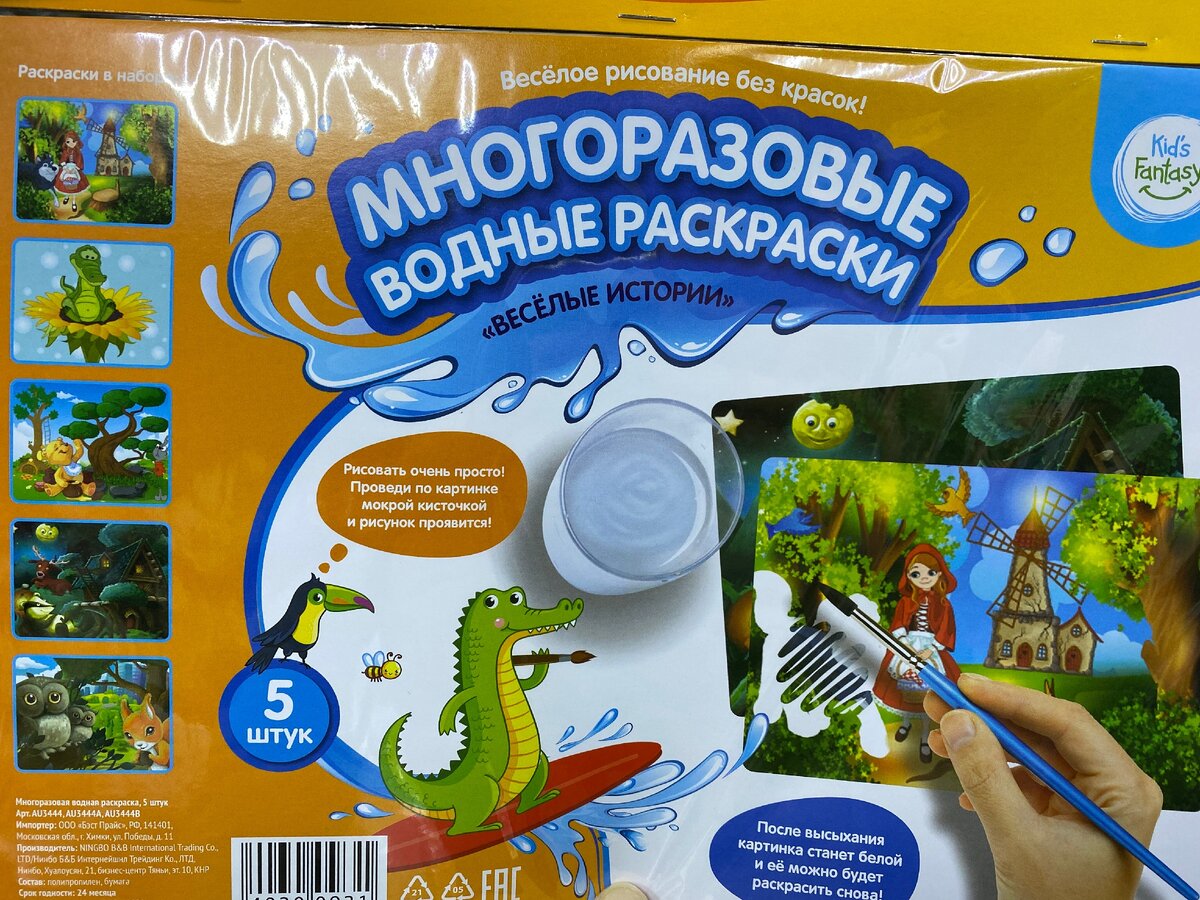 Раскраски в наборе
Весёлое рисование без красок!
МНОГОРАЗОВЫЕ
ВОДНЫЕ РАСКРАСКИ
«ВЕСЁЛЫЕ ИСТОРИИ»
Kid's
Fantasy
Рисовать очень просто!
Проведи по картинке
мокрой кисточкой
и рисунок проявится!
5
штук
После высыхания
картинка станет белой
и её можно будет
раскрасить снова!
Многоразовая водная раскраска, 5 штук
Арт. AU3444, AU3444A, AU3444B
Импортер: ООО «Бэст Прайс», РФ, 141401,
Московская обл., г. Химки, ул. Победы, д. 11
Производитель: NINGBO B&B International Trading Co.,
LTD/Нинбо Б&Б Интернейшнл Трейдинг Ко., ЛТД,
Нинбо, Хуалоусян, 21, бизнес-центр Тяньи, эт. 10, КНР
Состав: полипропилен, бумага
Срок годности: 24 месяца
21
05
EAC